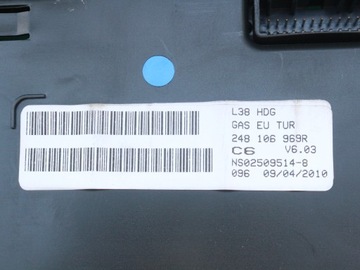 L38 HDG
GAS EU TUR
248 106 969R
C6 V6.03
NS02509514-8
096 09/04/2010